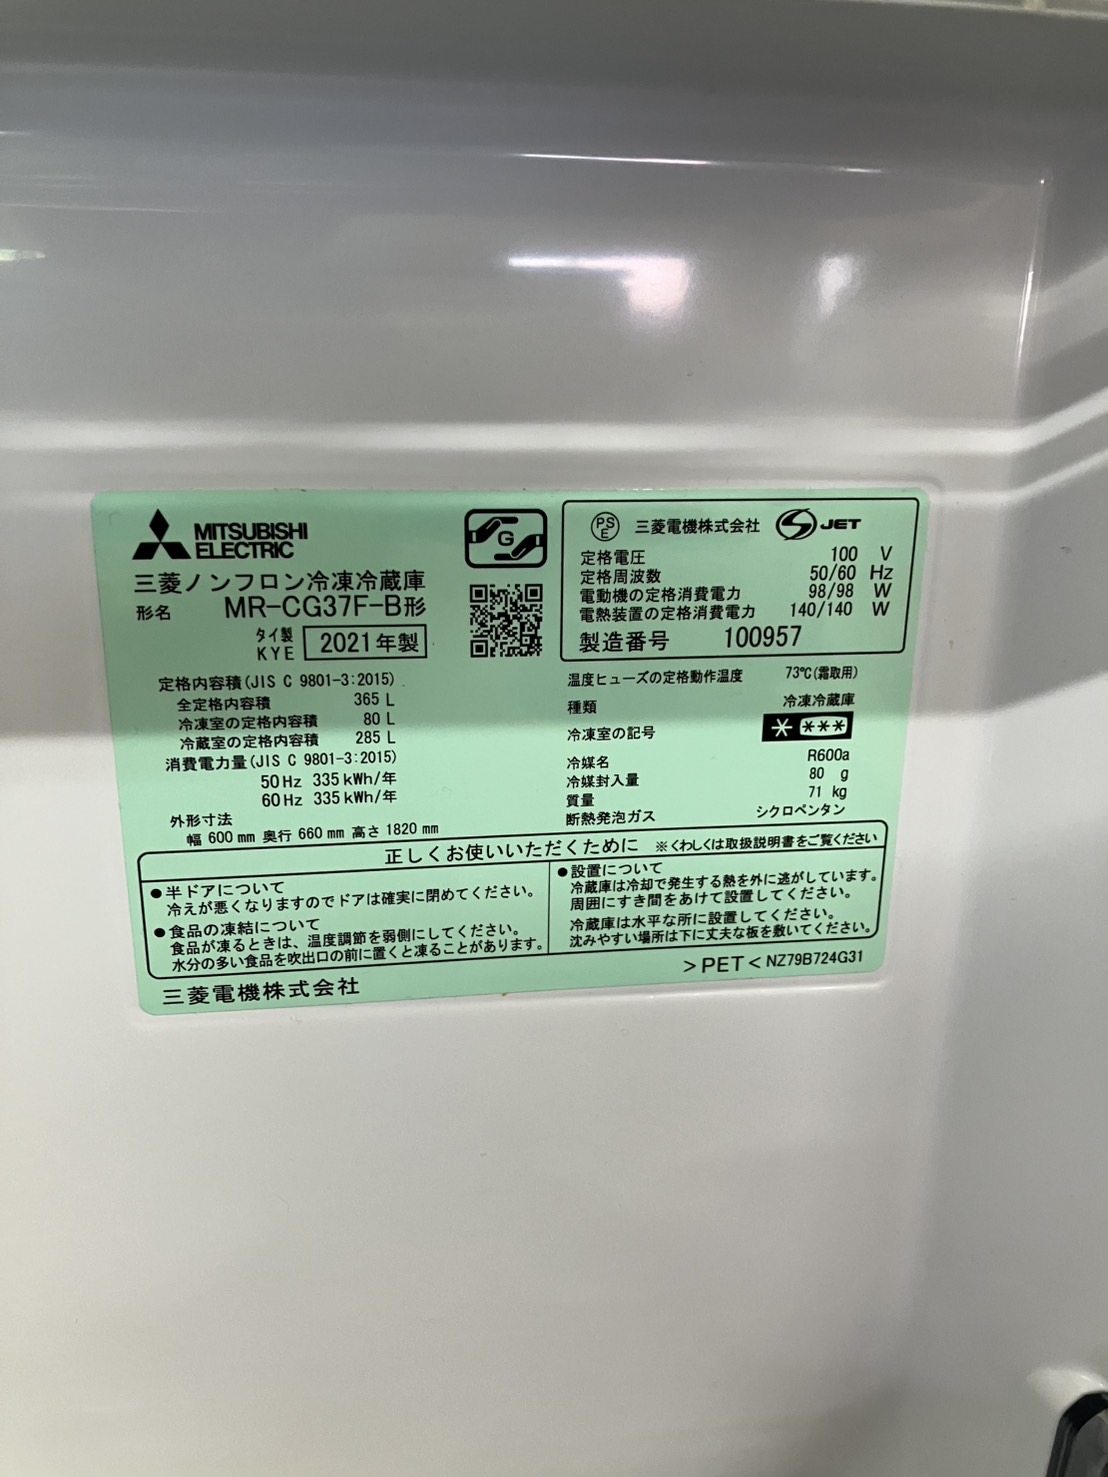 MITSUBISHI
ELECTRIC
G
三菱ノンフロン冷凍冷蔵庫
形名 MR-CG37F-B形
タイ製
KYE
2021年製
PS
E
三菱電機株式会社
S JET
定格電圧 100 V
定格周波数 50/60 Hz
電動機の定格消費電力 98/98 W
電熱装置の定格消費電力 140/140 W
製造番号 100957
定格内容積(JIS C 9801-3:2015)
全定格内容積 365 L
冷凍室の定格内容積 80 L
冷蔵室の定格内容積 285 L
消費電力量(JIS C 9801-3:2015)
50Hz 335kWh/年
60Hz 335kWh/年
外形寸法
幅 600mm 奥行 660mm 高さ 1820mm
温度ヒューズの定格動作温度 73℃(霜取用)
種類 冷凍冷蔵庫
冷凍室の記号 * ***
冷媒名 R600a
冷媒封入量 80 g
質量 71 kg
断熱発泡ガス シクロペンタン
正しくお使いいただくために ※くわしくは取扱説明書をご覧ください
●半ドアについて
冷えが悪くなりますのでドアは確実に閉めてください。
●食品の凍結について
食品が凍るときは、温度調節を弱側にしてください。
水分の多い食品を吹出口の前に置くと凍ることがあります。
●設置について
冷蔵庫は冷却で発生する熱を外に逃がしています。
周囲にすき間をあけて設置してください。
冷蔵庫は水平な所に設置してください。
沈みやすい場所は下に丈夫な板を敷いてください。
三菱電機株式会社
>PET< NZ79B724G31